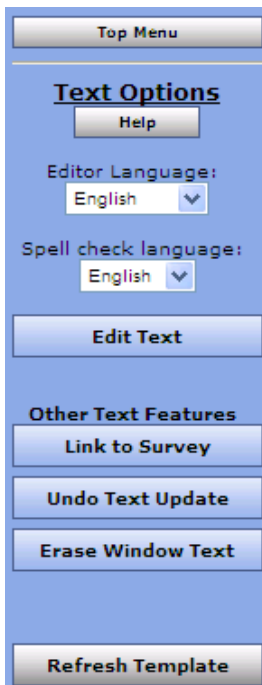 Top Menu
Text Options
Help
Editor Language:
English
Spell check language:
English
Edit Text
Other Text Features
Link to Survey
Undo Text Update
Erase Window Text
Refresh Template